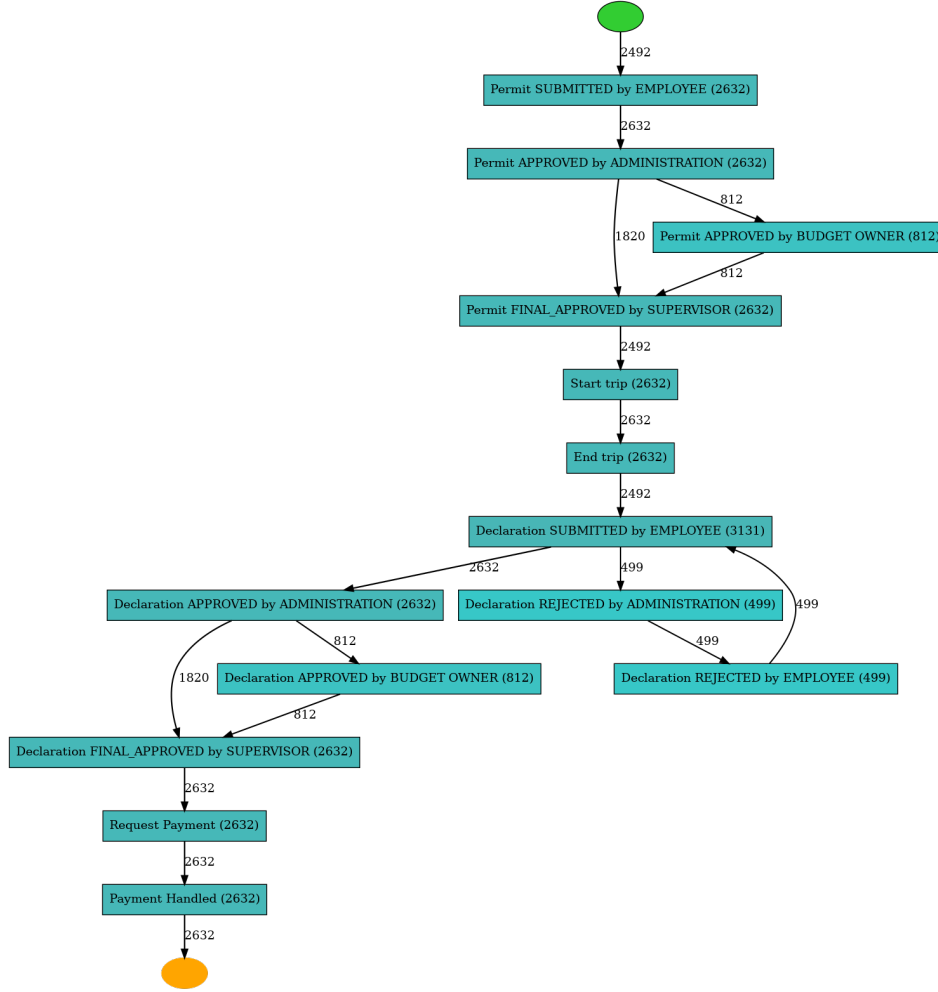 2492
Permit SUBMITTED by EMPLOYEE (2632)
2632
Permit APPROVED by ADMINISTRATION (2632)
812
1820
Permit APPROVED by BUDGET OWNER (812)
812
Permit FINAL_APPROVED by SUPERVISOR (2632)
2492
Start trip (2632)
2632
End trip (2632)
2492
Declaration SUBMITTED by EMPLOYEE (3131)
2632
499
Declaration APPROVED by ADMINISTRATION (2632)
Declaration REJECTED by ADMINISTRATION (499)
499
812
499
1820
Declaration APPROVED by BUDGET OWNER (812)
Declaration REJECTED by EMPLOYEE (499)
812
Declaration FINAL_APPROVED by SUPERVISOR (2632)
2632
Request Payment (2632)
2632
Payment Handled (2632)
2632